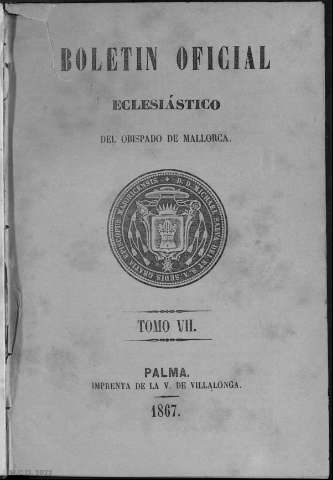 BOLETIN OFICIAL
ECLESIÁSTICO
DEL OBISPADO DE MALLORCA.
TOMO VII.
PALMA.
IMPRENTA DE LA V. DE VILLALONGA.
1867.